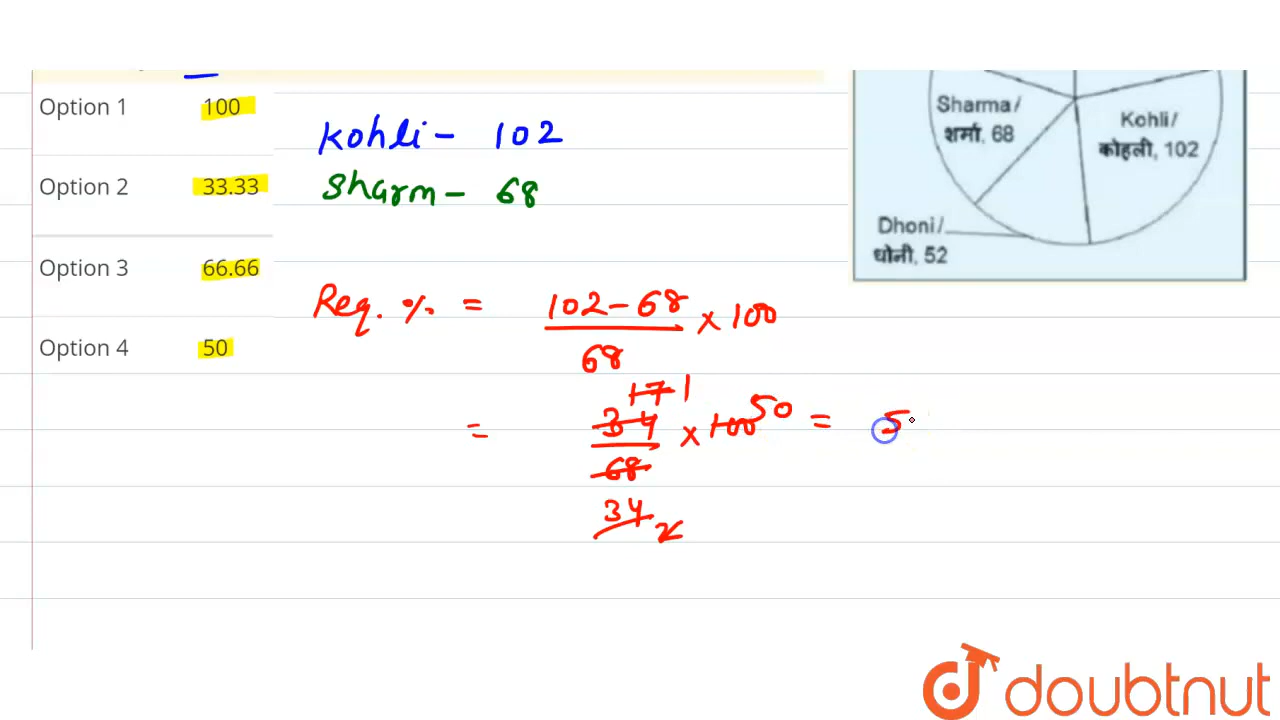 Option 1 100
Option 2 33.33
Option 3 66.66
Option 4 50
Kohli - 102
Sharm - 68
Req. % = 102 - 68 × 100
68
17 1
= 34 × 100 50 = 5
68
34 2
Sharma/
शर्मा, 68
Kohli/
कोहली, 102
Dhoni/
धोनी, 52
doubtnut